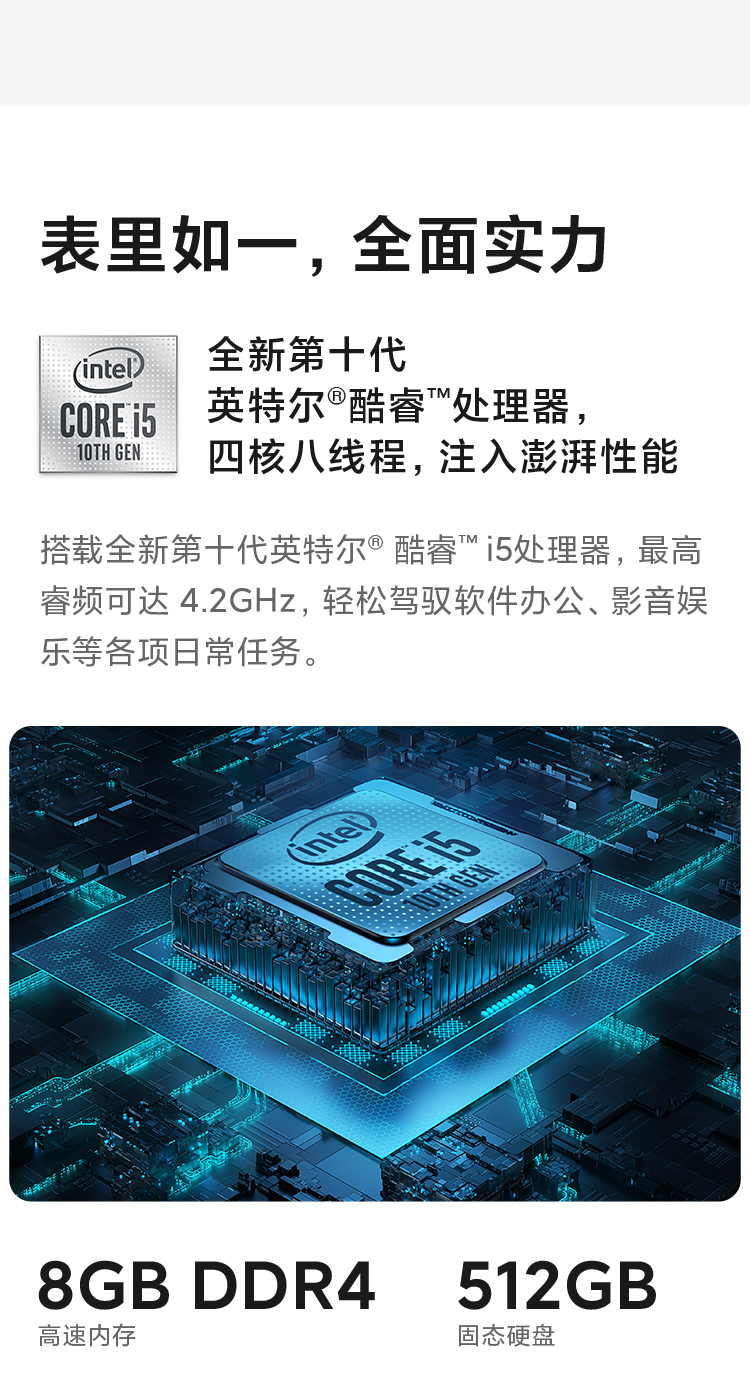 表里如一，全面实力
intel®
CORE™ i5
10TH GEN
全新第十代
英特尔®酷睿™处理器，
四核八线程，注入澎湃性能
搭载全新第十代英特尔® 酷睿™ i5处理器，最高
睿频可达 4.2GHz，轻松驾驭软件办公、影音娱
乐等各项日常任务。
intel®
CORE i5
10TH GEN
8GB DDR4
512GB
高速内存
固态硬盘